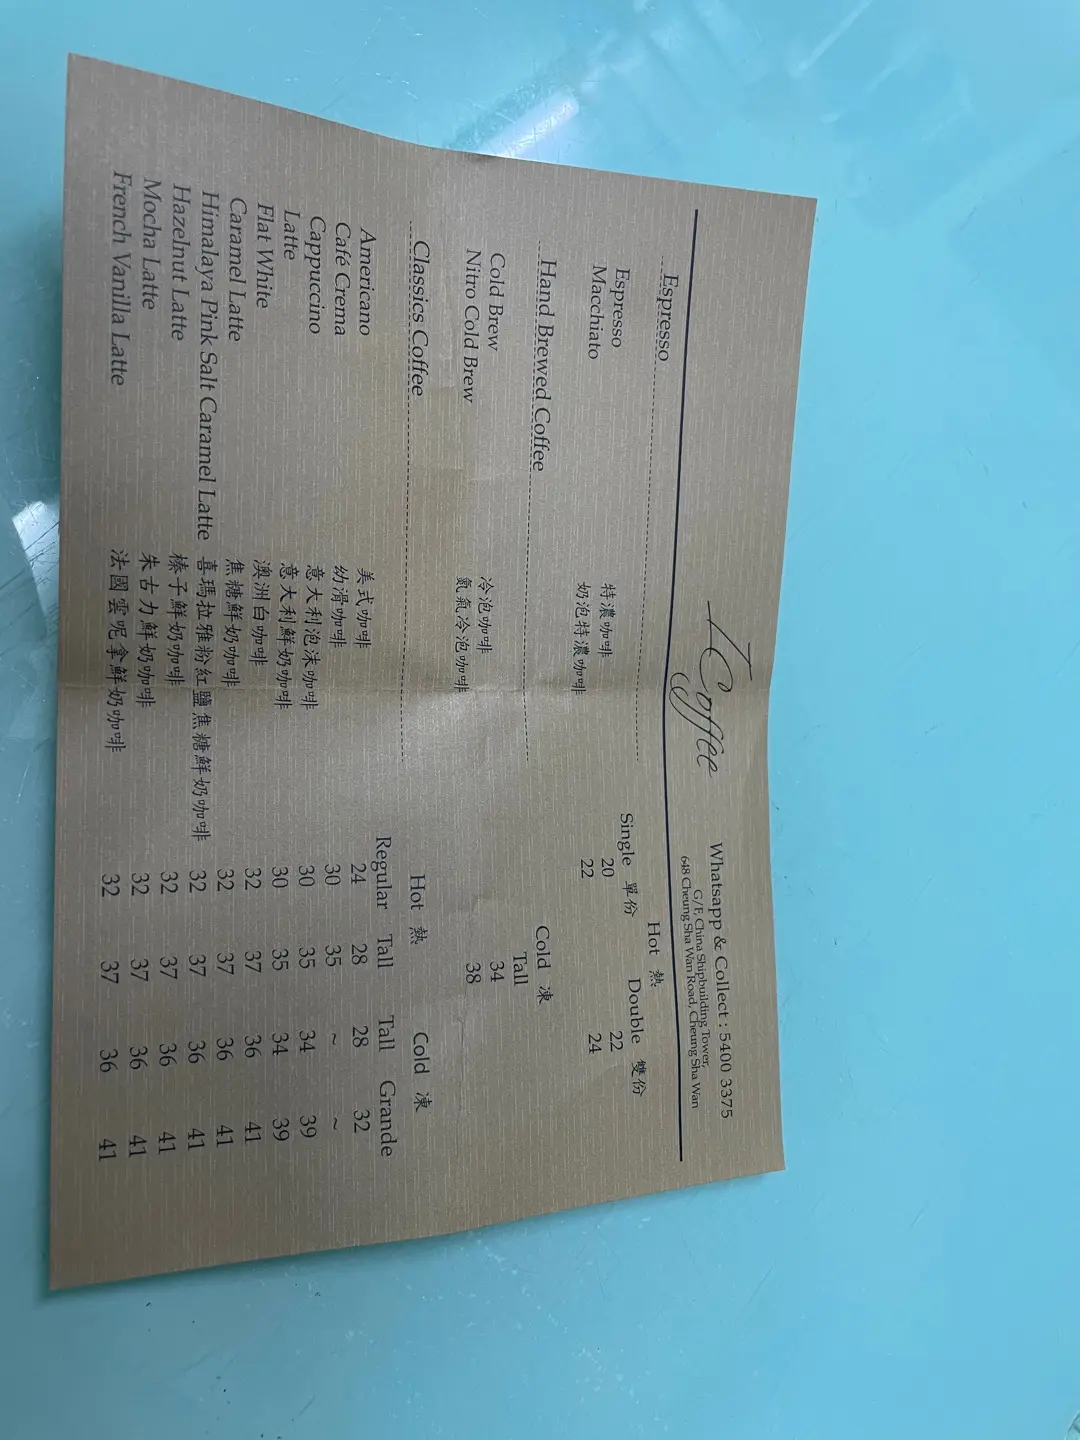 ICoffee
Whatsapp & Collect : 5400 3375
G/F, China Shipbuilding Tower,
648 Cheung Sha Wan Road, Cheung Sha Wan
Espresso
Hot 熱
Single 單份 Double 雙份
Espresso 特濃咖啡 20 22
Macchiato 奶泡特濃咖啡 22 24
Hand Brewed Coffee
Cold 凍
Tall
Cold Brew 冷泡咖啡 34
Nitro Cold Brew 氮氣冷泡咖啡 38
Classics Coffee
Hot 熱 Cold 凍
Regular Tall Tall Grande
Americano 美式咖啡 24 28 28 32
Café Crema 幼滑咖啡 30 35 ~ ~
Cappuccino 意大利泡沫咖啡 30 35 34 39
Latte 意大利鮮奶咖啡 30 35 34 39
Flat White 澳洲白咖啡 32 37 36 41
Caramel Latte 焦糖鮮奶咖啡 32 37 36 41
Himalaya Pink Salt Caramel Latte 喜瑪拉雅粉紅鹽焦糖鮮奶咖啡 32 37 36 41
Hazelnut Latte 榛子鮮奶咖啡 32 37 36 41
Mocha Latte 朱古力鮮奶咖啡 32 37 36 41
French Vanilla Latte 法國雲呢拿鮮奶咖啡 32 37 36 41